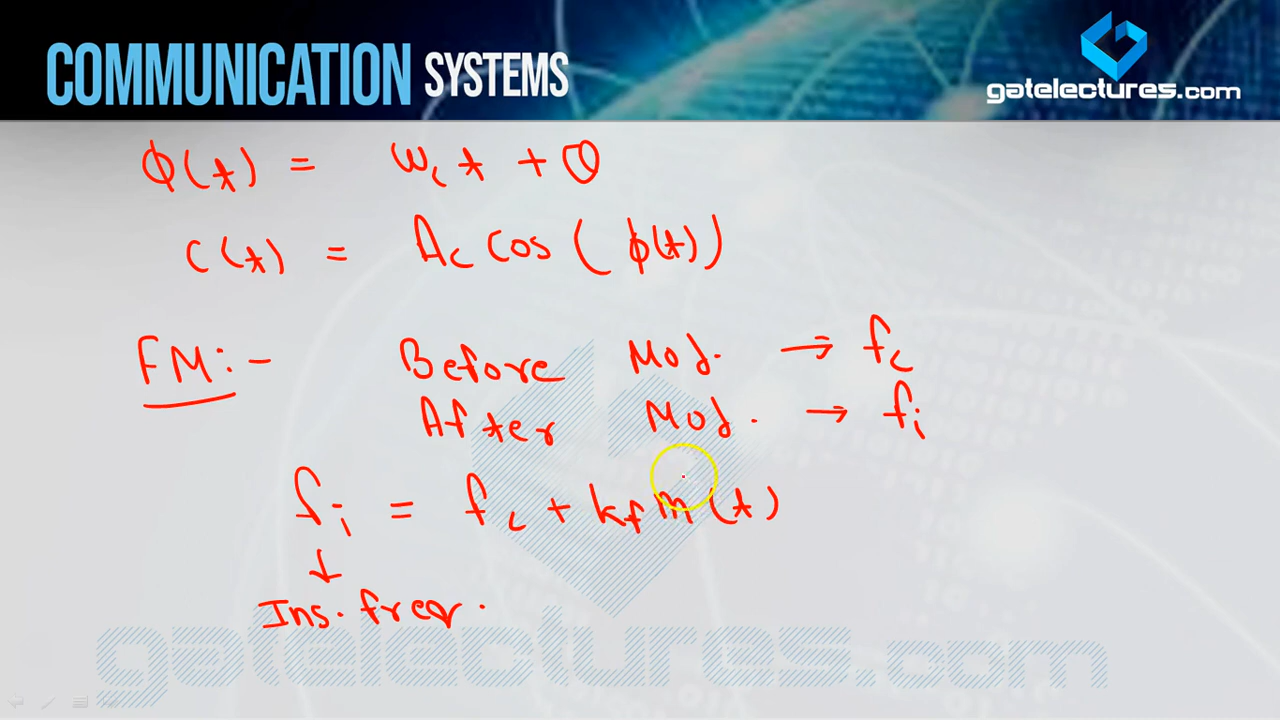 COMMUNICATION SYSTEMS
gatelectures.com
ϕ(t) = ωc t + θ
c(t) = Ac cos ( ϕ(t))
FM:- Before Mod. → fc
After Mod. → fi
fi = fc + kf m(t)
↓
Ins. freq.
gatelectures.com